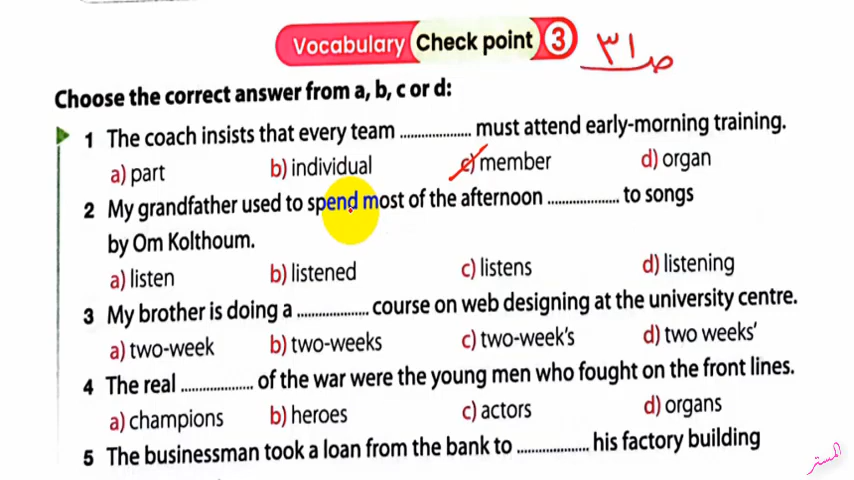 Vocabulary Check point 3
ص ٣١
Choose the correct answer from a, b, c or d:
1 The coach insists that every team .................... must attend early-morning training.
a) part b) individual c) member d) organ
2 My grandfather used to spend most of the afternoon .................... to songs
by Om Kolthoum.
a) listen b) listened c) listens d) listening
3 My brother is doing a .................... course on web designing at the university centre.
a) two-week b) two-weeks c) two-week's d) two weeks'
4 The real .................... of the war were the young men who fought on the front lines.
a) champions b) heroes c) actors d) organs
5 The businessman took a loan from the bank to .................... his factory building
المستر